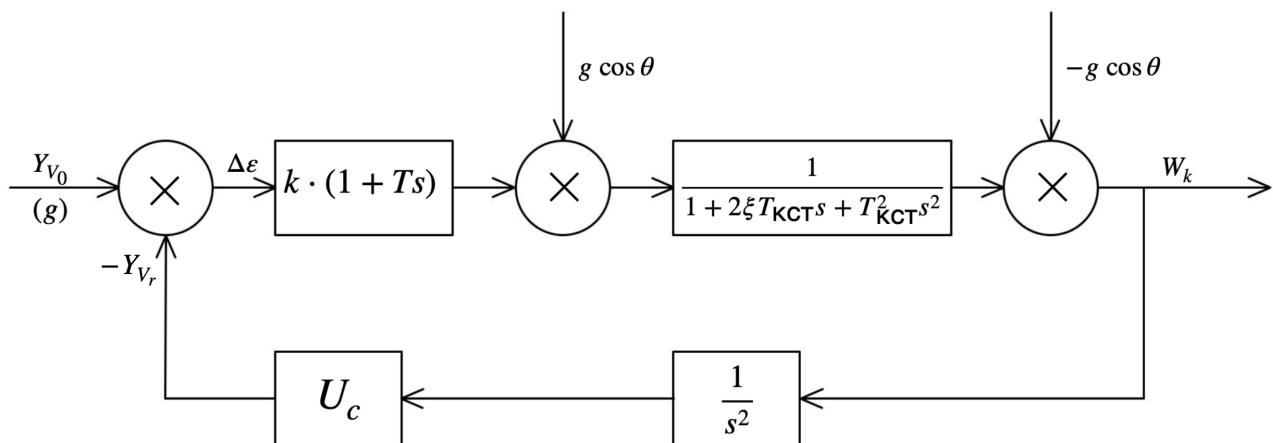 g cos θ
−g cos θ
Y_{V_0}
(g)
Δε
k · (1 + Ts)
1
1 + 2ξT_{КСТ}s + T_{КСТ}^2s^2
W_k
−Y_{V_r}
U_c
1
s^2